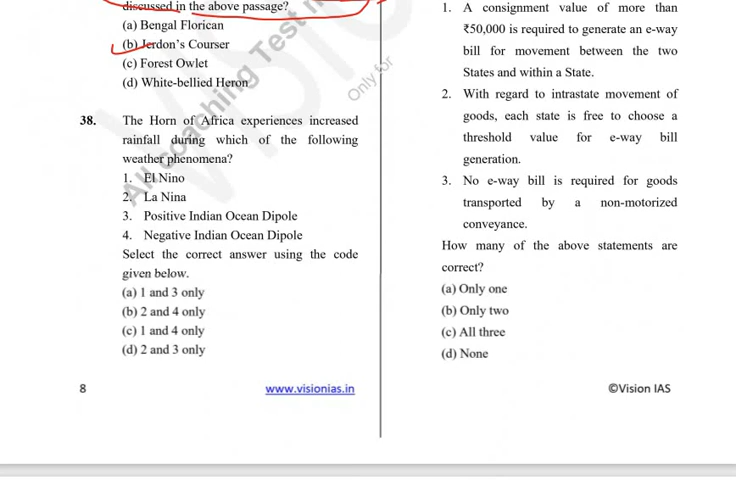 discussed in the above passage?
(a) Bengal Florican
(b) Jerdon's Courser
(c) Forest Owlet
(d) White-bellied Heron
38. The Horn of Africa experiences increased
rainfall during which of the following
weather phenomena?
1. El Nino
2. La Nina
3. Positive Indian Ocean Dipole
4. Negative Indian Ocean Dipole
Select the correct answer using the code
given below.
(a) 1 and 3 only
(b) 2 and 4 only
(c) 1 and 4 only
(d) 2 and 3 only
1. A consignment value of more than
₹50,000 is required to generate an e-way
bill for movement between the two
States and within a State.
2. With regard to intrastate movement of
goods, each state is free to choose a
threshold value for e-way bill
generation.
3. No e-way bill is required for goods
transported by a non-motorized
conveyance.
How many of the above statements are
correct?
(a) Only one
(b) Only two
(c) All three
(d) None
8
www.visionias.in
©Vision IAS
All Coaching Test
Only for